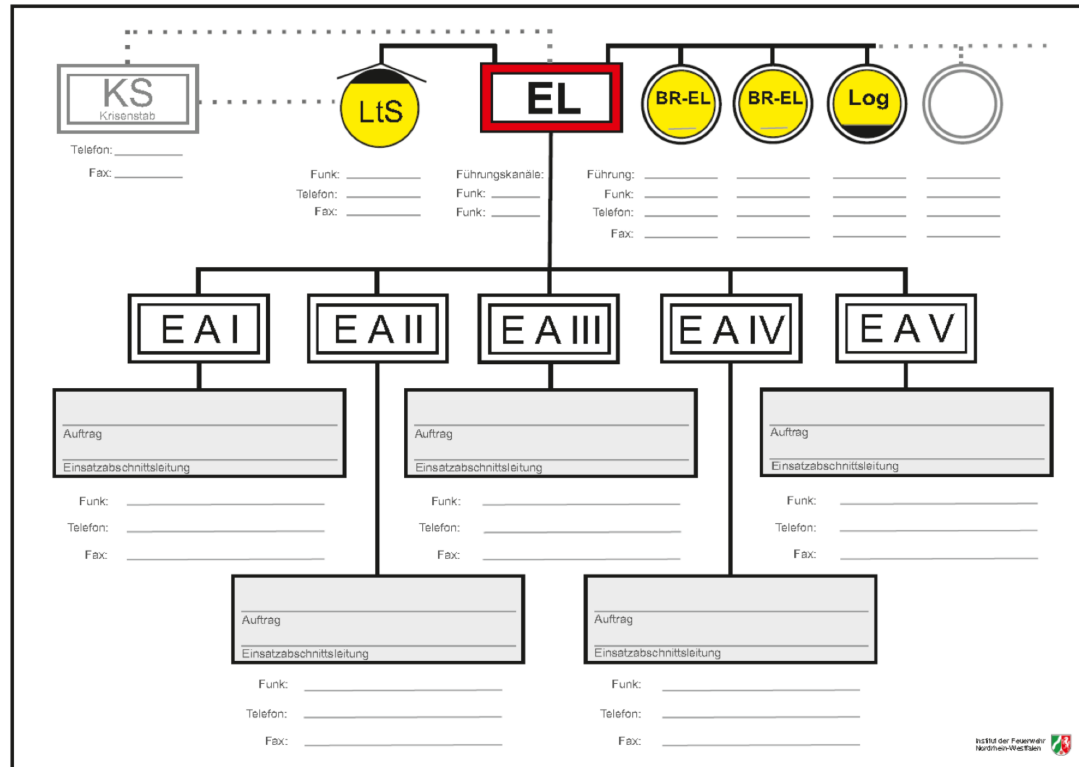 KS
Krisenstab
LtS
EL
BR-EL
BR-EL
Log
Telefon:
Fax:
Funk:
Telefon:
Fax:
Führungskanäle:
Funk:
Funk:
Führung:
Funk:
Telefon:
Fax:
E A I
E A II
E A III
E A IV
E A V
Auftrag
Einsatzabschnittsleitung
Funk:
Telefon:
Fax:
Auftrag
Einsatzabschnittsleitung
Funk:
Telefon:
Fax:
Auftrag
Einsatzabschnittsleitung
Funk:
Telefon:
Fax:
Auftrag
Einsatzabschnittsleitung
Funk:
Telefon:
Fax:
Auftrag
Einsatzabschnittsleitung
Funk:
Telefon:
Fax:
Institut der Feuerwehr
Nordrhein-Westfalen